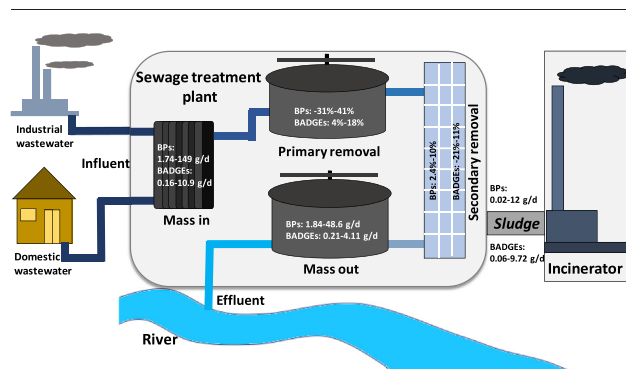 Sewage treatment
plant
Industrial
wastewater
Influent
BPs:
1.74-149 g/d
BADGEs:
0.16-10.9 g/d
Mass in
Domestic
wastewater
BPs: -31%-41%
BADGEs: 4%-18%
Primary removal
BPs: 2.4%-10%
BADGEs: -21%-11%
Secondary removal
BPs: 1.84-48.6 g/d
BADGEs: 0.21-4.11 g/d
Mass out
BPs:
0.02-12 g/d
Sludge
BADGEs:
0.06-9.72 g/d
Incinerator
Effluent
River